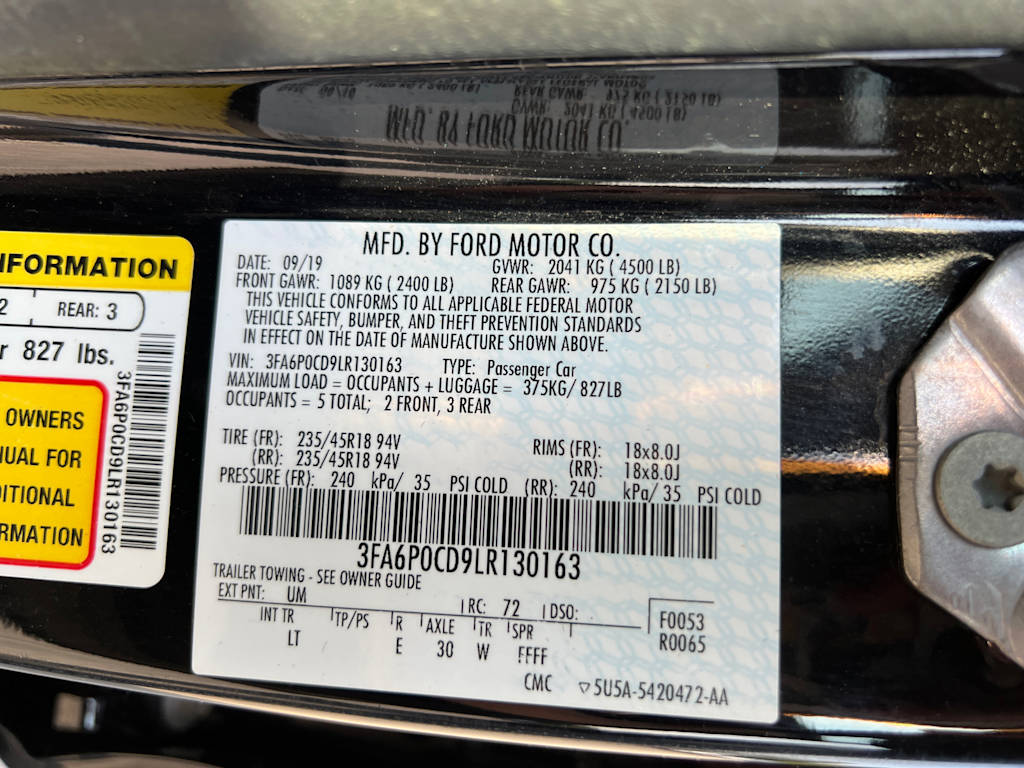 NFORMATION
2 REAR: 3
r 827 lbs.
OWNERS
UAL FOR
DITIONAL
RMATION
3FA6P0CD9LR130163
MFD. BY FORD MOTOR CO.
DATE: 09/19 GVWR: 2041 KG ( 4500 LB)
FRONT GAWR: 1089 KG ( 2400 LB) REAR GAWR: 975 KG ( 2150 LB)
THIS VEHICLE CONFORMS TO ALL APPLICABLE FEDERAL MOTOR
VEHICLE SAFETY, BUMPER, AND THEFT PREVENTION STANDARDS
IN EFFECT ON THE DATE OF MANUFACTURE SHOWN ABOVE.
VIN: 3FA6P0CD9LR130163 TYPE: Passenger Car
MAXIMUM LOAD = OCCUPANTS + LUGGAGE = 375KG/ 827LB
OCCUPANTS = 5 TOTAL; 2 FRONT, 3 REAR
TIRE (FR): 235/45R18 94V RIMS (FR): 18x8.0J
(RR): 235/45R18 94V (RR): 18x8.0J
PRESSURE (FR): 240 kPa/ 35 PSI COLD (RR): 240 kPa/ 35 PSI COLD
3FA6P0CD9LR130163
TRAILER TOWING - SEE OWNER GUIDE
EXT PNT: UM RC: 72 DSO: F0053
INT TR TP/PS R AXLE TR SPR R0065
LT E 30 W FFFF
CMC ▽5U5A-5420472-AA